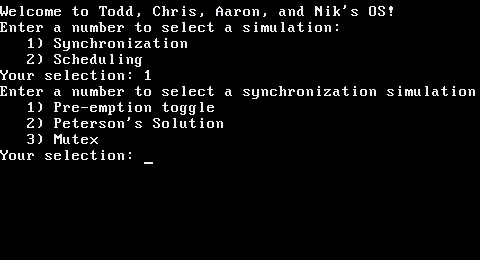 Welcome to Todd, Chris, Aaron, and Nik's OS!
Enter a number to select a simulation:
1) Synchronization
2) Scheduling
Your selection: 1
Enter a number to select a synchronization simulation
1) Pre-emption toggle
2) Peterson's Solution
3) Mutex
Your selection: _